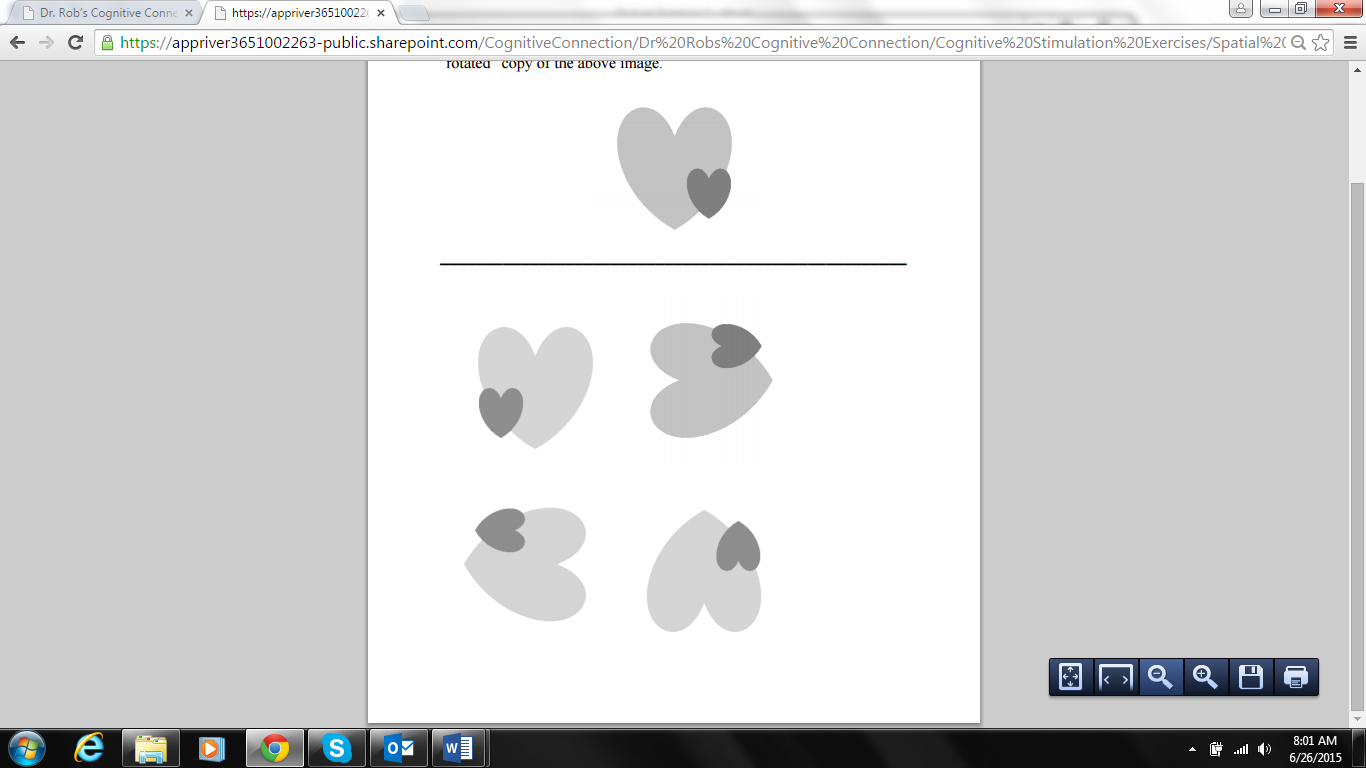 Dr. Rob's Cognitive Conne
https://appriver36510022
https://appriver3651002263-public.sharepoint.com/CognitiveConnection/Dr%20Robs%20Cognitive%20Connection/Cognitive%20Stimulation%20Exercises/Spatial%20
"rotated" copy of the above image.
8:01 AM
6/26/2015